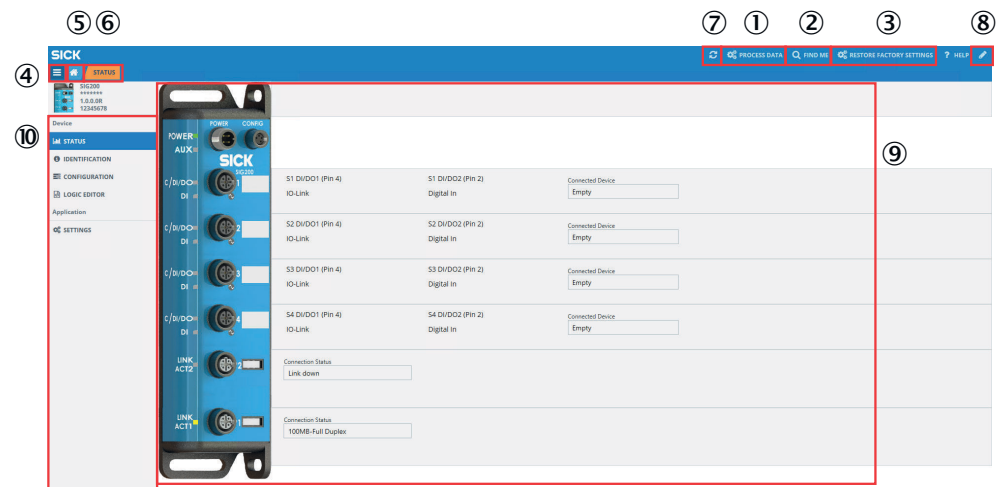 ⑤ ⑥ ⑦ ① ② ③ ⑧
SICK
PROCESS DATA FIND ME RESTORE FACTORY SETTINGS ? HELP
④ STATUS
SIG200
*******
1.0.0.0R
12345678
Device
⑩ STATUS
IDENTIFICATION
CONFIGURATION
LOGIC EDITOR
Application
SETTINGS
POWER CONFIG
POWER
AUX
SICK
SIG200
⑨
C/DI/DO 1
DI
S1 DI/DO1 (Pin 4) S1 DI/DO2 (Pin 2) Connected Device
IO-Link Digital In Empty
C/DI/DO 2
DI
S2 DI/DO1 (Pin 4) S2 DI/DO2 (Pin 2) Connected Device
IO-Link Digital In Empty
C/DI/DO 3
DI
S3 DI/DO1 (Pin 4) S3 DI/DO2 (Pin 2) Connected Device
IO-Link Digital In Empty
C/DI/DO 4
DI
S4 DI/DO1 (Pin 4) S4 DI/DO2 (Pin 2) Connected Device
IO-Link Digital In Empty
LINK
ACT2 2
Connection Status
Link down
LINK
ACT1 1
Connection Status
100MB-Full Duplex